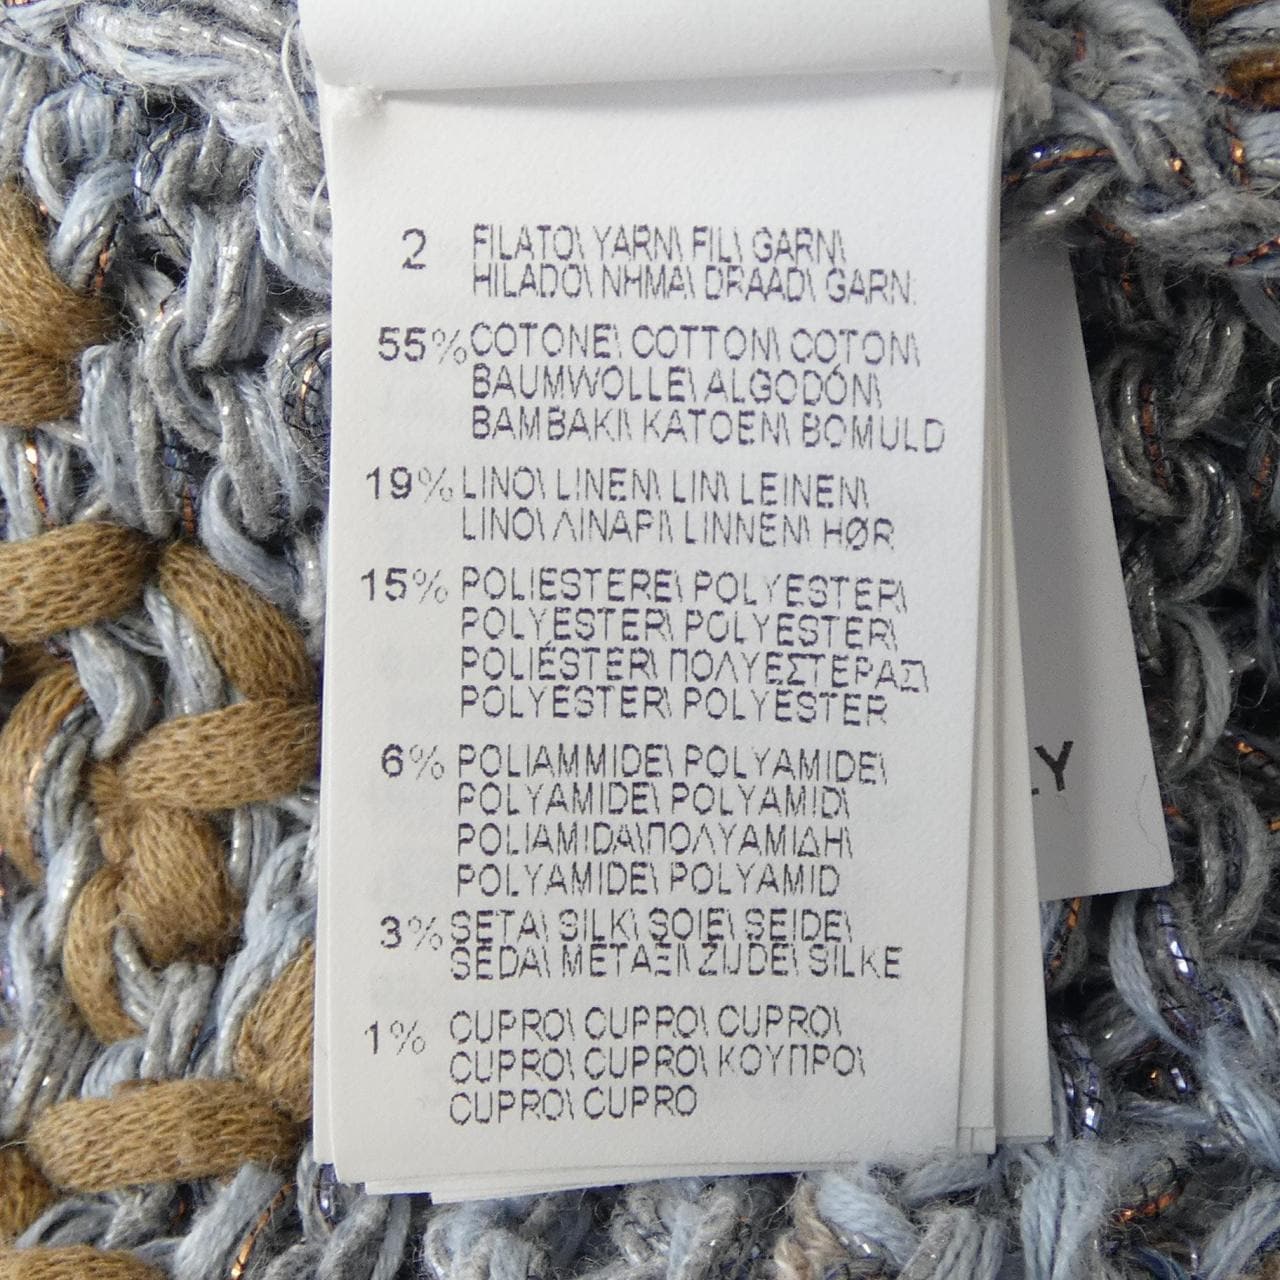 2 FILATO\ YARN\ FIL\ GARN\
HILADO\ NHMA\ DRAAD\ GARN:
55% COTONE\ COTTON\ COTON\
BAUMWOLLE\ ALGODÓN\
BAMBAKI\ KATOEN\ BOMULD
19% LINO\ LINEN\ LIN\ LEINEN\
LINO\ ΛINAPI\ LINNEN\ HØR
15% POLIESTERE\ POLYESTER\
POLYESTER\ POLYESTER\
POLIÉSTER\ ΠΟΛΥΕΣΤΕΡΑΣ\
POLYESTER\ POLYESTER
6% POLIAMMIDE\ POLYAMIDE\
POLYAMIDE\ POLYAMID\
POLIAMIDA\ΠΟΛΥΑΜΙΔΗ\
POLYAMIDE\ POLYAMID
3% SETA\ SILK\ SOIE\ SEIDE\
SEDA\ ΜΕΤΑΞΙ\ ZIJDE\ SILKE
1% CUPRO\ CUPRO\ CUPRO\
CUPRO\ CUPRO\ ΚΟΥΠΡΟ\
CUPRO\ CUPRO
LY